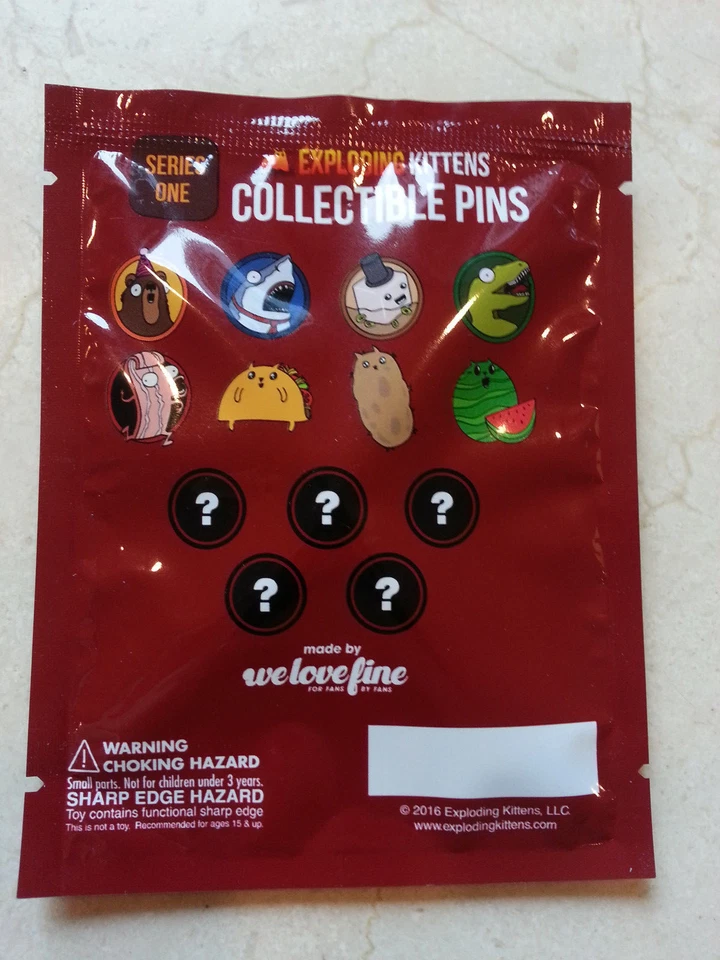 SERIES
ONE
EXPLODING KITTENS
COLLECTIBLE PINS
?
?
?
?
?
made by
welovefine
FOR FANS BY FANS
WARNING
CHOKING HAZARD
Small parts. Not for children under 3 years.
SHARP EDGE HAZARD
Toy contains functional sharp edge
This is not a toy. Recommended for ages 15 & up.
© 2016 Exploding Kittens, LLC.
www.explodingkittens.com